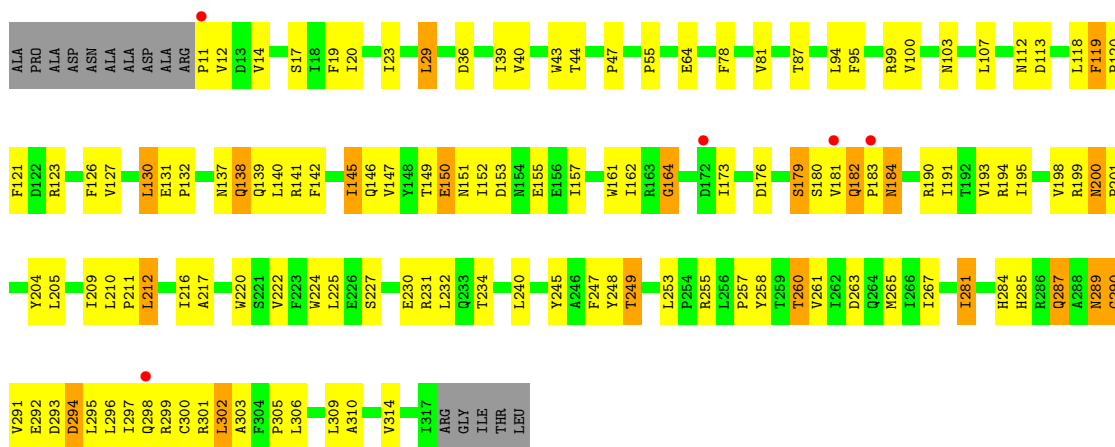 ALA PRO ALA ASP ASN ALA ALA ASP ALA ARG P11 V12 D13 V14 S17 I18 F19 I20 I23 L29 D36 I39 V40 W43 T44 P47 P55 E64 F78 V81 T87 L94 F95 R99 V100 N103 L107 N112 D113 L118 F119
F121 D122 R123 F126 V127 L130 E131 P132 N137 Q138 Q139 L140 R141 F142 I145 Q146 V147 Y148 T149 E150 N151 I152 D153 N154 E155 E156 I157 W161 I162 R163 G164 D172 I173 D176 S179 S180 V181 Q182 P183 N184 R190 I191 T192 V193 R194 I195 V198 R199 N200
Y204 L205 I209 L210 P211 L212 I216 A217 W220 S221 V222 F223 W224 L225 E226 S227 E230 R231 L232 Q233 T234 L240 Y245 A246 F247 Y248 T249 L253 P254 R255 L256 P257 Y258 T259 T260 V261 I262 D263 Q264 M265 I266 I267 I281 H284 H285 R286 Q287 A288 N289
V291 E292 D293 D294 L295 L296 I297 Q298 R299 C300 R301 L302 A303 F304 P305 L306 L309 A310 V314 I317 ARG GLY ILE THR LEU